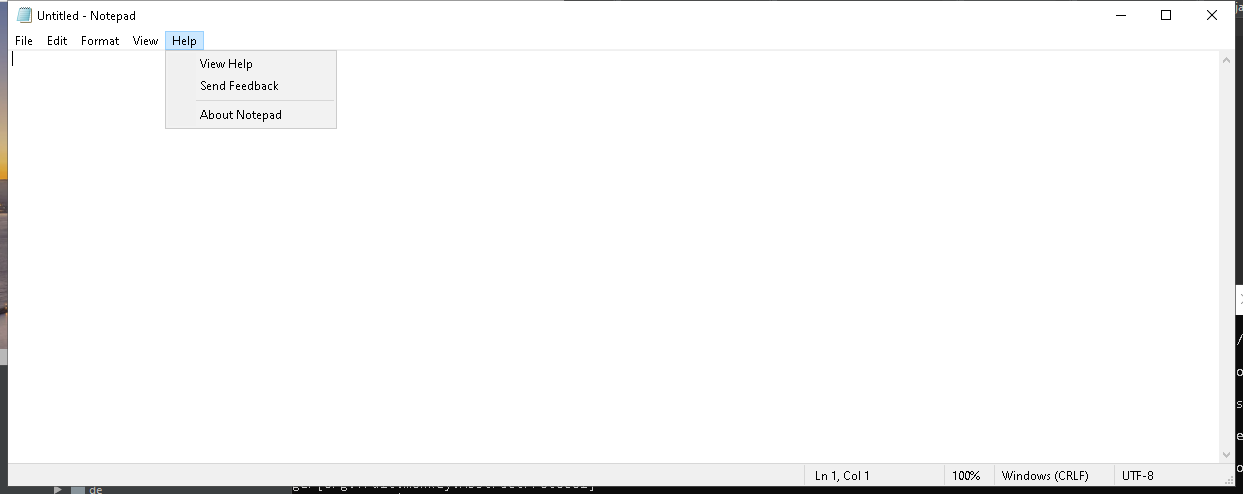 Untitled - Notepad
File Edit Format View Help
View Help
Send Feedback
About Notepad
Ln 1, Col 1 100% Windows (CRLF) UTF-8
de